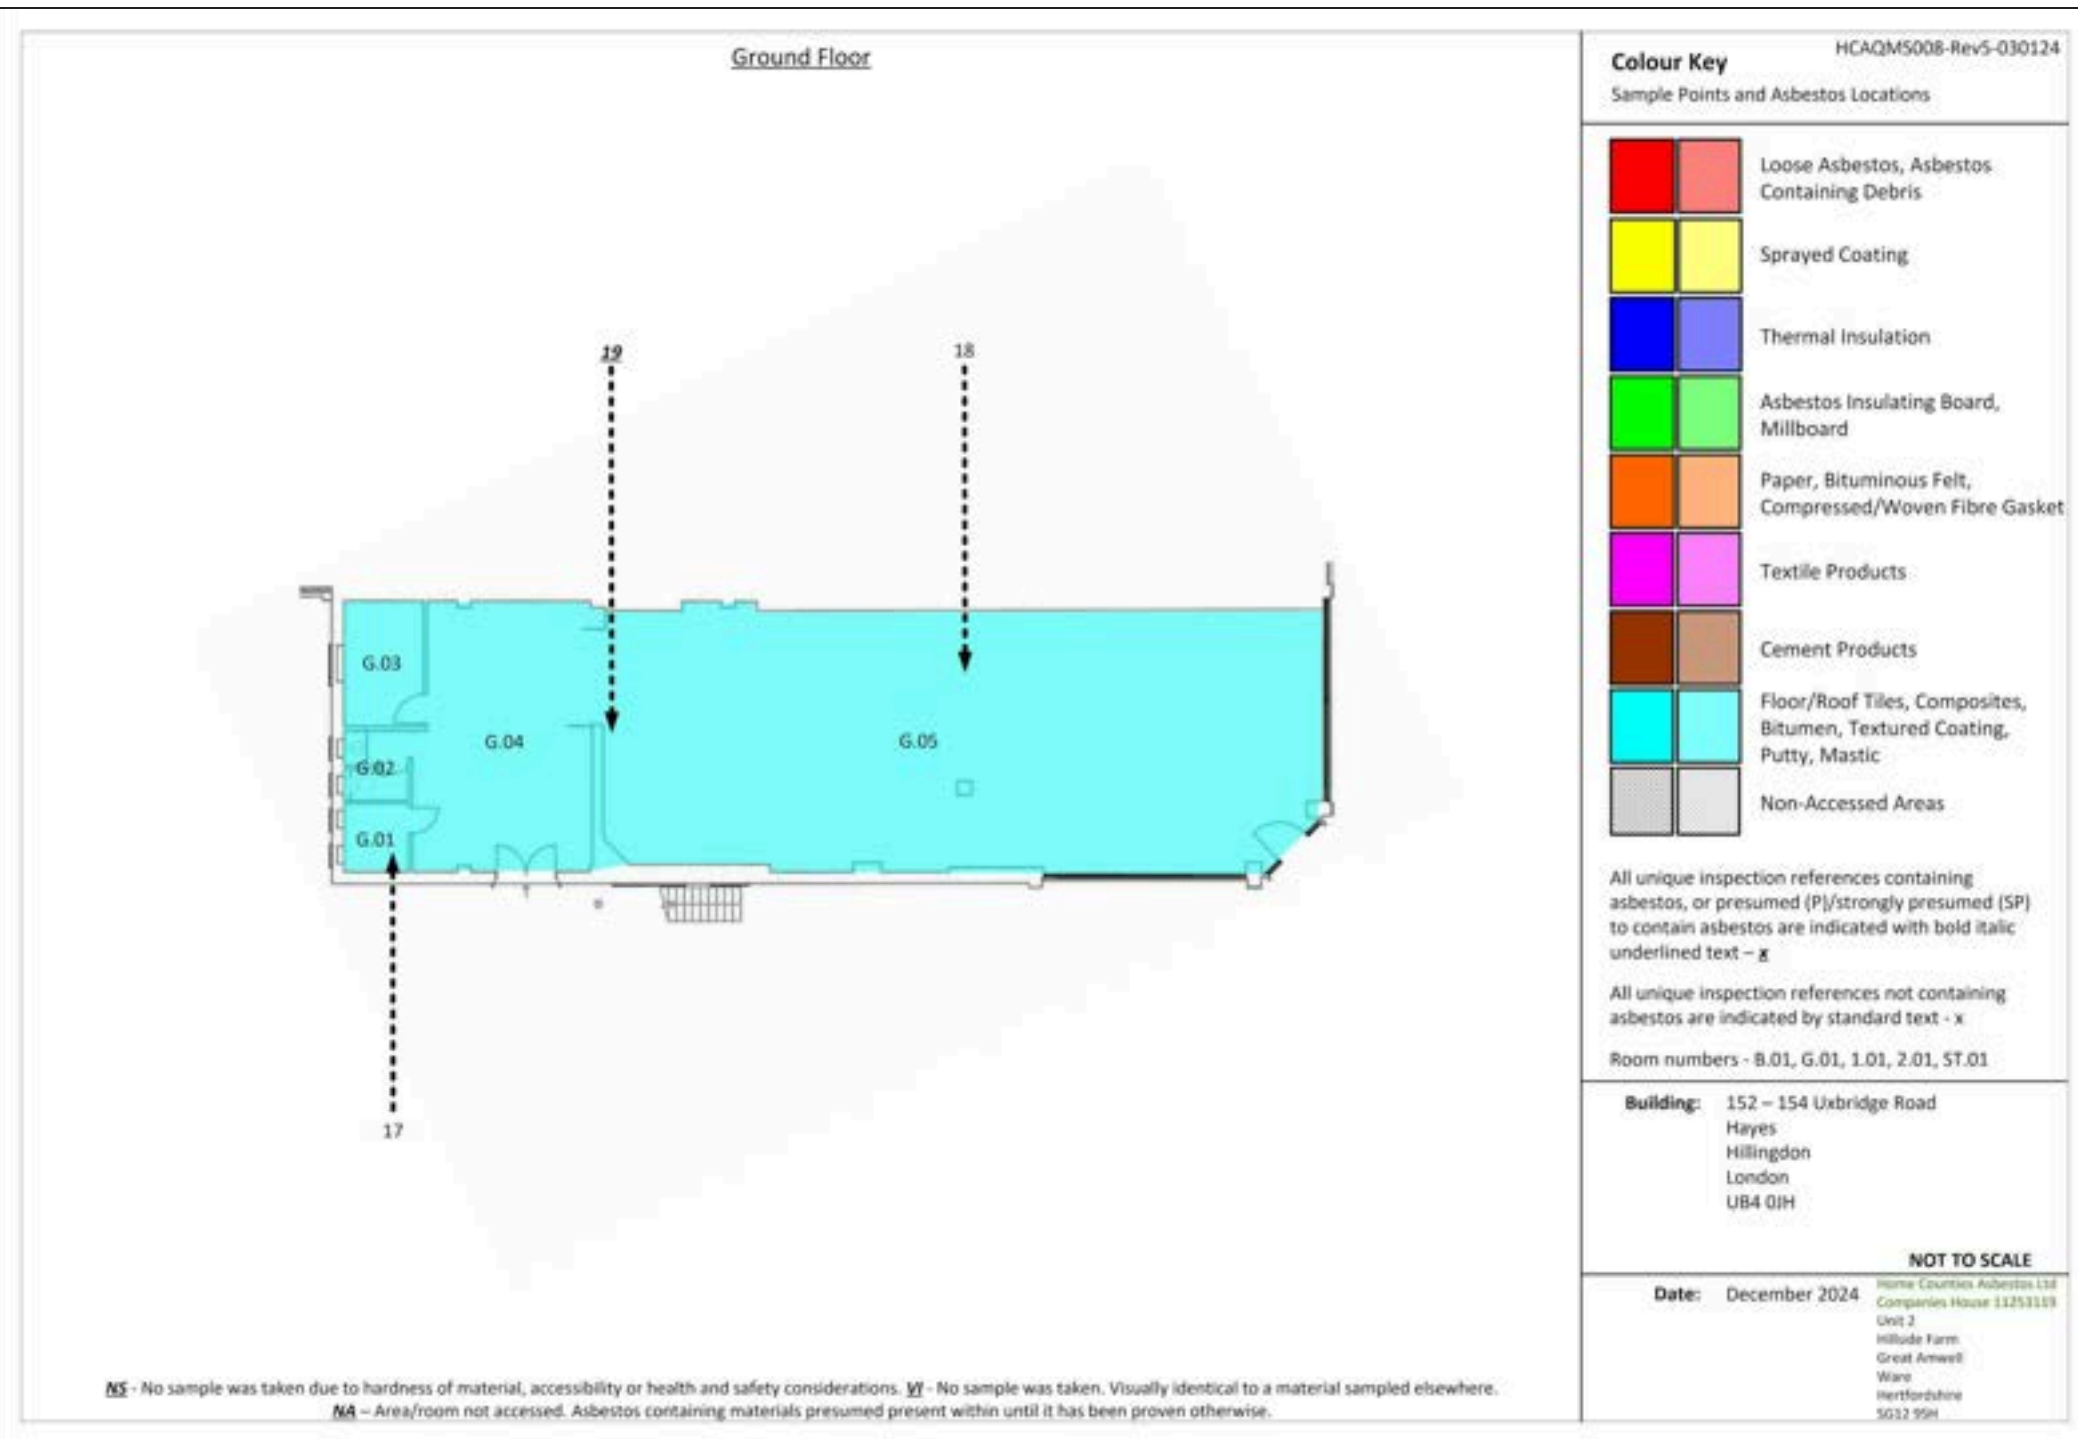 Ground Floor
HCAQMS008-Rev5-030124
Colour Key
Sample Points and Asbestos Locations
Loose Asbestos, Asbestos
Containing Debris
Sprayed Coating
Thermal Insulation
Asbestos Insulating Board,
Millboard
Paper, Bituminous Felt,
Compressed/Woven Fibre Gasket
Textile Products
Cement Products
Floor/Roof Tiles, Composites,
Bitumen, Textured Coating,
Putty, Mastic
Non-Accessed Areas
19
18
G.03
G.04
G.05
G.02
G.01
17
All unique inspection references containing
asbestos, or presumed (P)/strongly presumed (SP)
to contain asbestos are indicated with bold italic
underlined text – x
All unique inspection references not containing
asbestos are indicated by standard text - x
Room numbers - B.01, G.01, 1.01, 2.01, ST.01
Building: 152 – 154 Uxbridge Road
Hayes
Hillingdon
London
UB4 0JH
NOT TO SCALE
Date: December 2024
Home Counties Asbestos Ltd
Companies House 11253119
Unit 2
Hillside Farm
Great Amwell
Ware
Hertfordshire
SG12 9SH
NS - No sample was taken due to hardness of material, accessibility or health and safety considerations. VI - No sample was taken. Visually identical to a material sampled elsewhere.
NA – Area/room not accessed. Asbestos containing materials presumed present within until it has been proven otherwise.